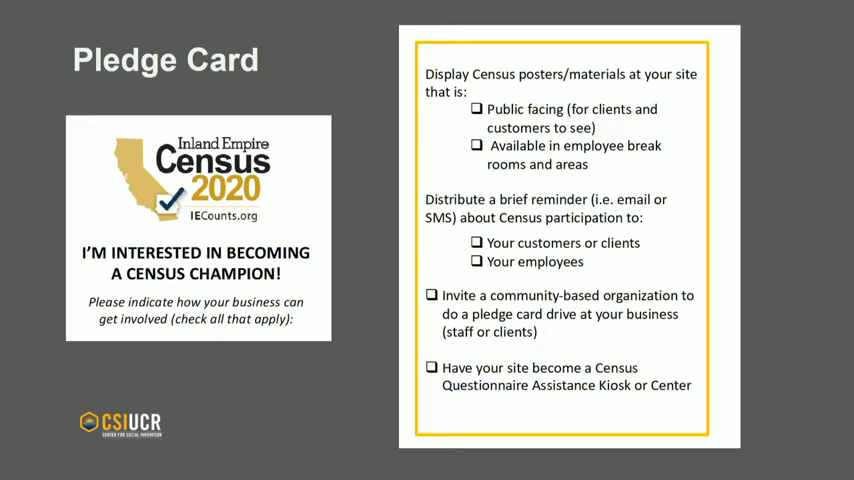 Pledge Card
Inland Empire
Census
2020
IECounts.org
I'M INTERESTED IN BECOMING
A CENSUS CHAMPION!
Please indicate how your business can
get involved (check all that apply):
CSIUCR
CENTER FOR SOCIAL INNOVATION
Display Census posters/materials at your site
that is:
❑ Public facing (for clients and
customers to see)
❑ Available in employee break
rooms and areas
Distribute a brief reminder (i.e. email or
SMS) about Census participation to:
❑ Your customers or clients
❑ Your employees
❑ Invite a community-based organization to
do a pledge card drive at your business
(staff or clients)
❑ Have your site become a Census
Questionnaire Assistance Kiosk or Center